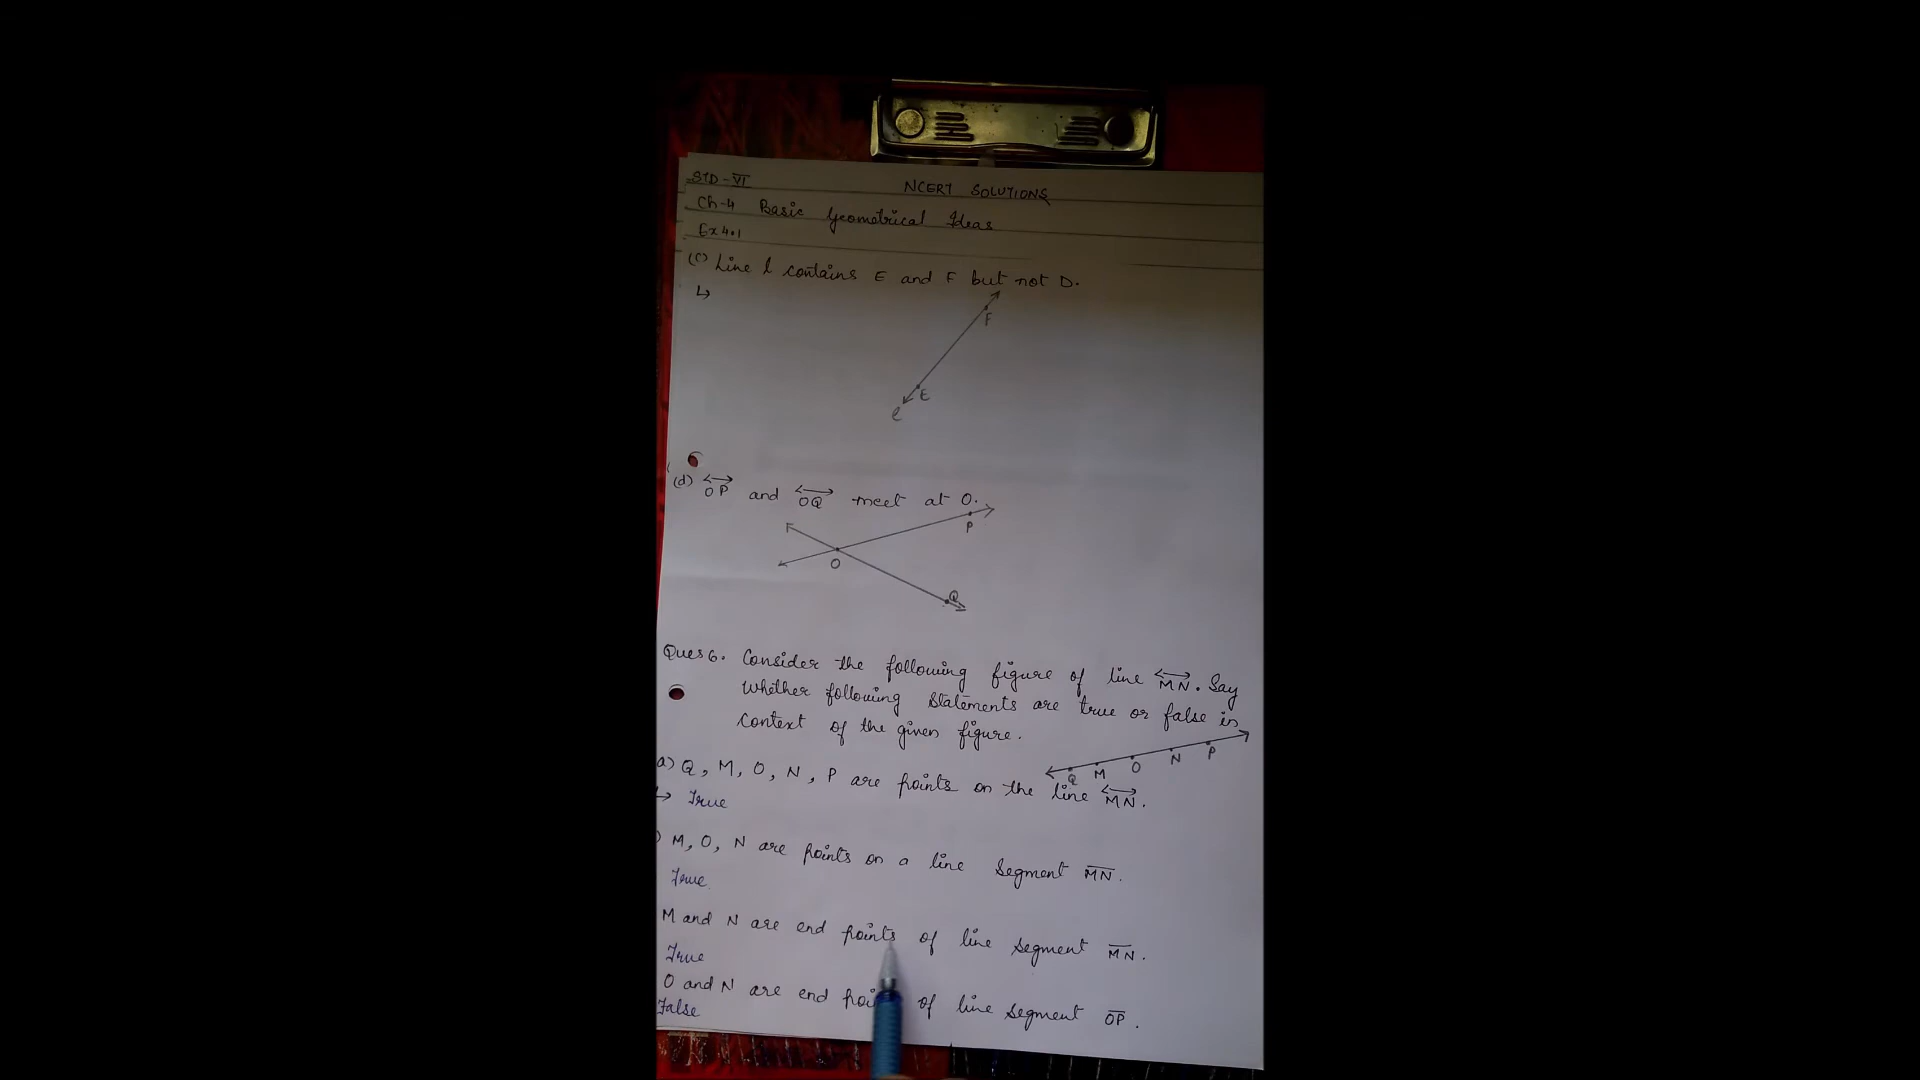 STD-VI NCERT SOLUTIONS
Ch-4 Basic Geometrical Ideas
Ex 4.1
(c) Line l contains E and F but not D.
F
E
l
(d) OP and OQ meet at O.
P
O
Q
Ques 6. Consider the following figure of line MN. Say
Whether following Statements are true or false in
Context of the given figure.
Q M O N P
a) Q, M, O, N, P are points on the line MN.
↳ True
) M, O, N are points on a line Segment MN.
True
M and N are end points of line segment MN.
True
O and N are end of line segment OP.
False